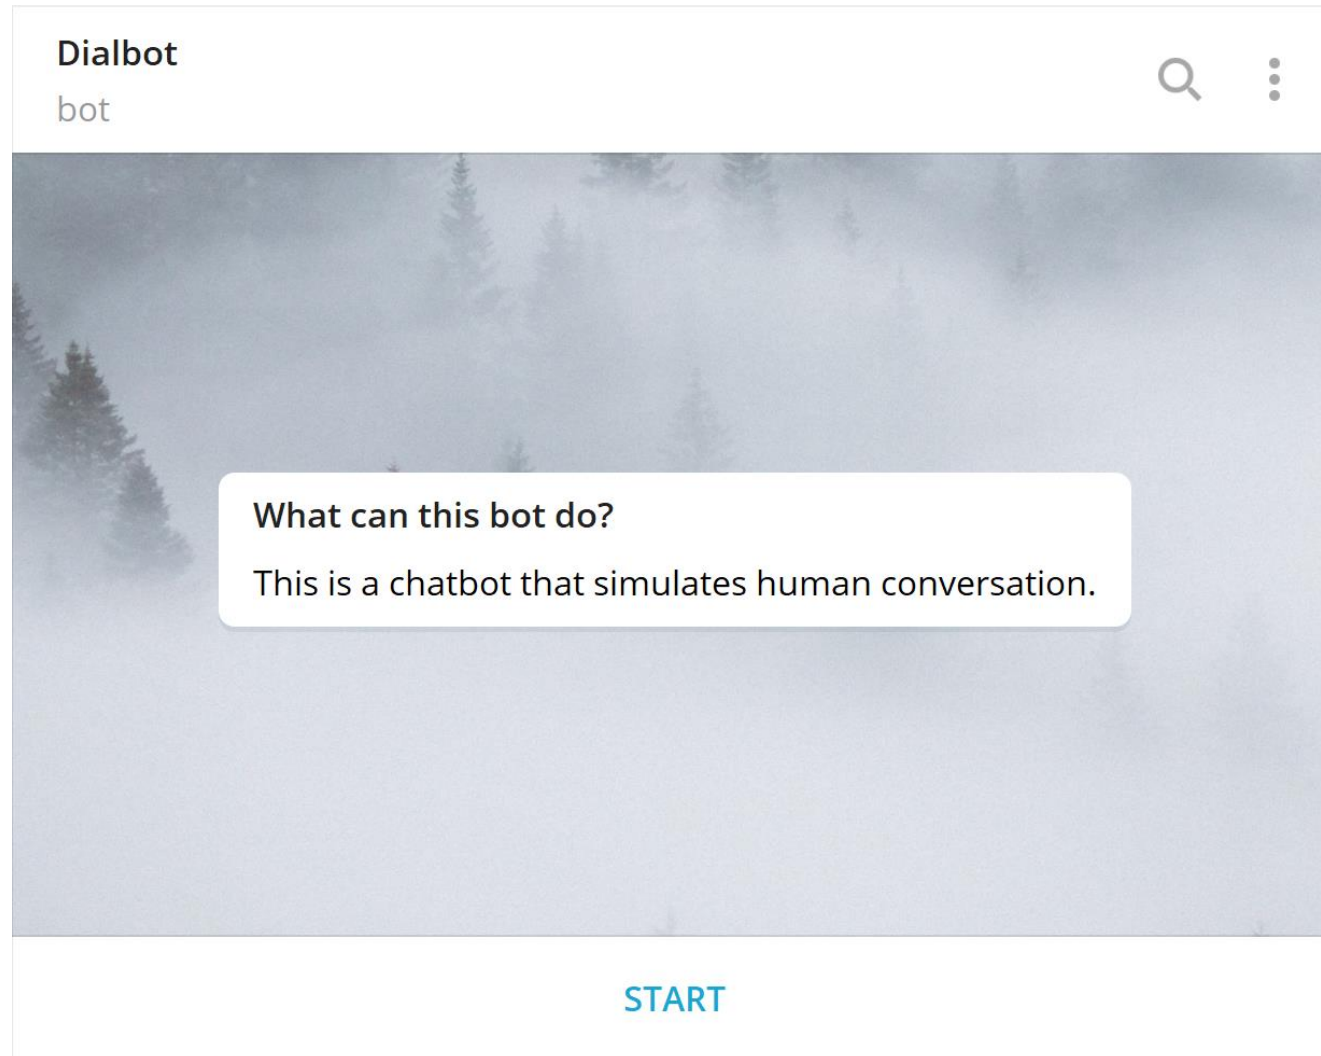 Dialbot
bot
What can this bot do?
This is a chatbot that simulates human conversation.
START